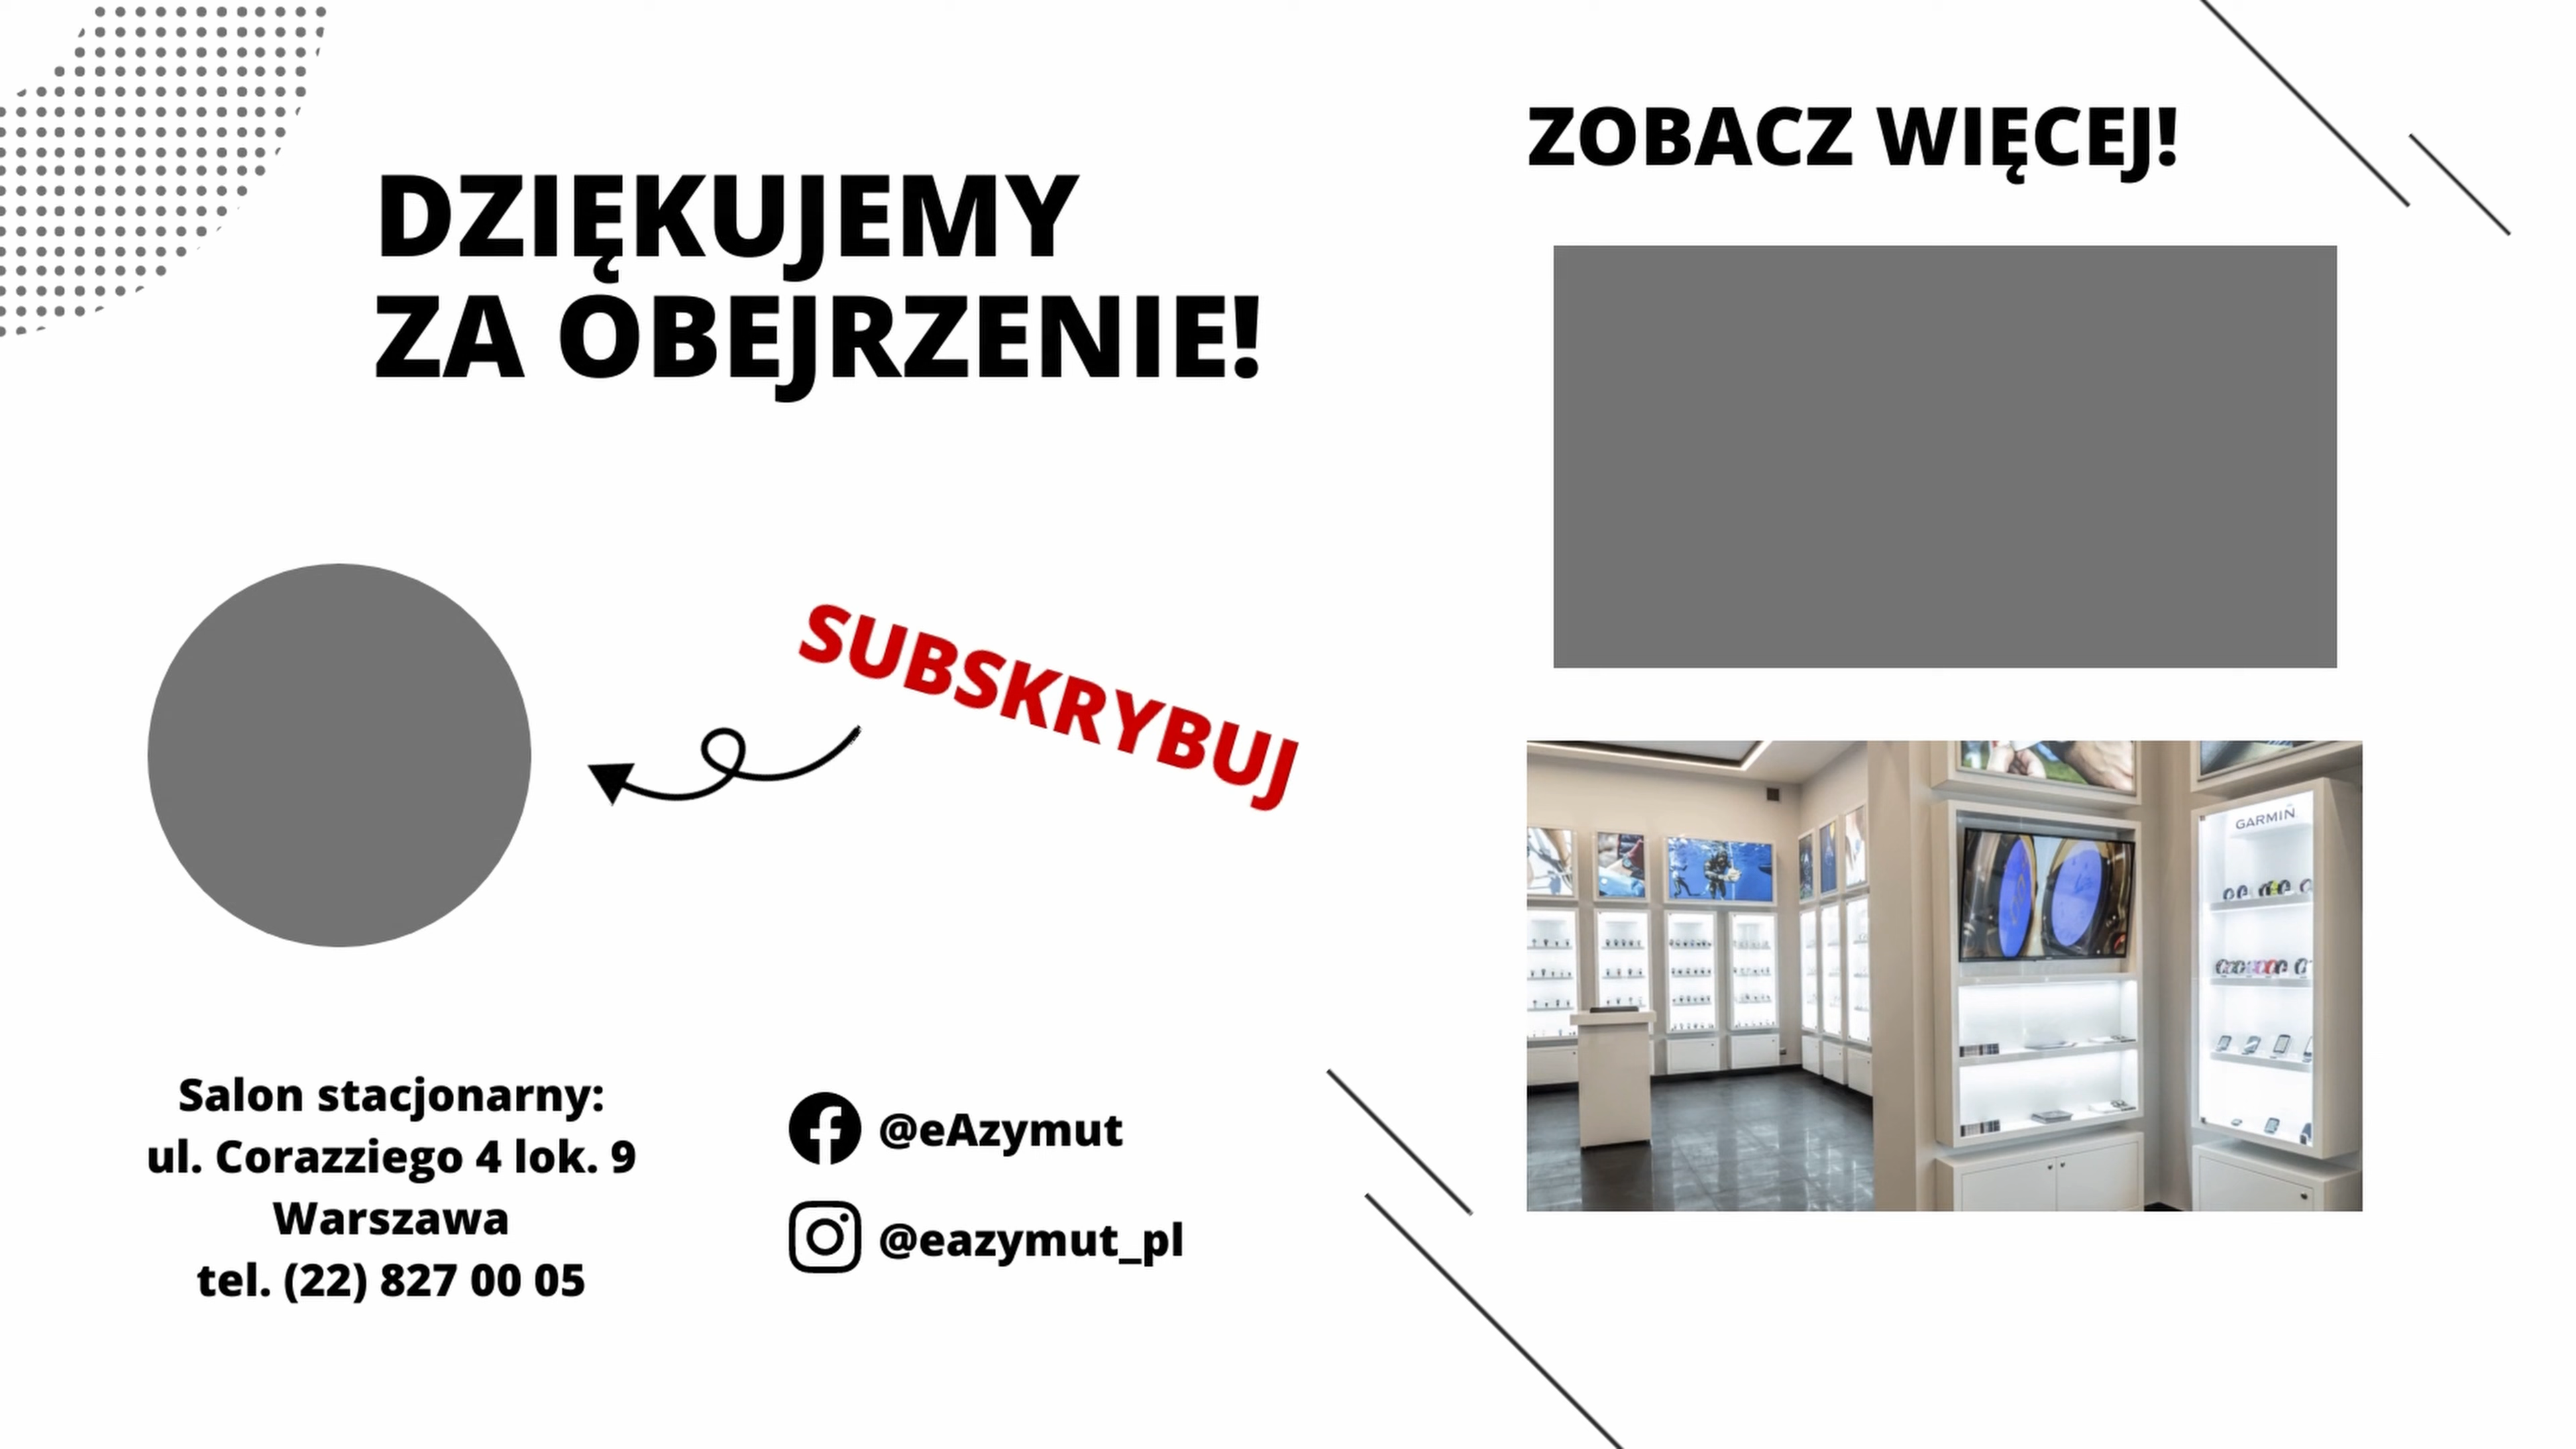 DZIĘKUJEMY
ZA OBEJRZENIE!
SUBSKRYBUJ
Salon stacjonarny:
ul. Corazziego 4 lok. 9
Warszawa
tel. (22) 827 00 05
@eAzymut
@eazymut_pl
ZOBACZ WIĘCEJ!
GARMIN